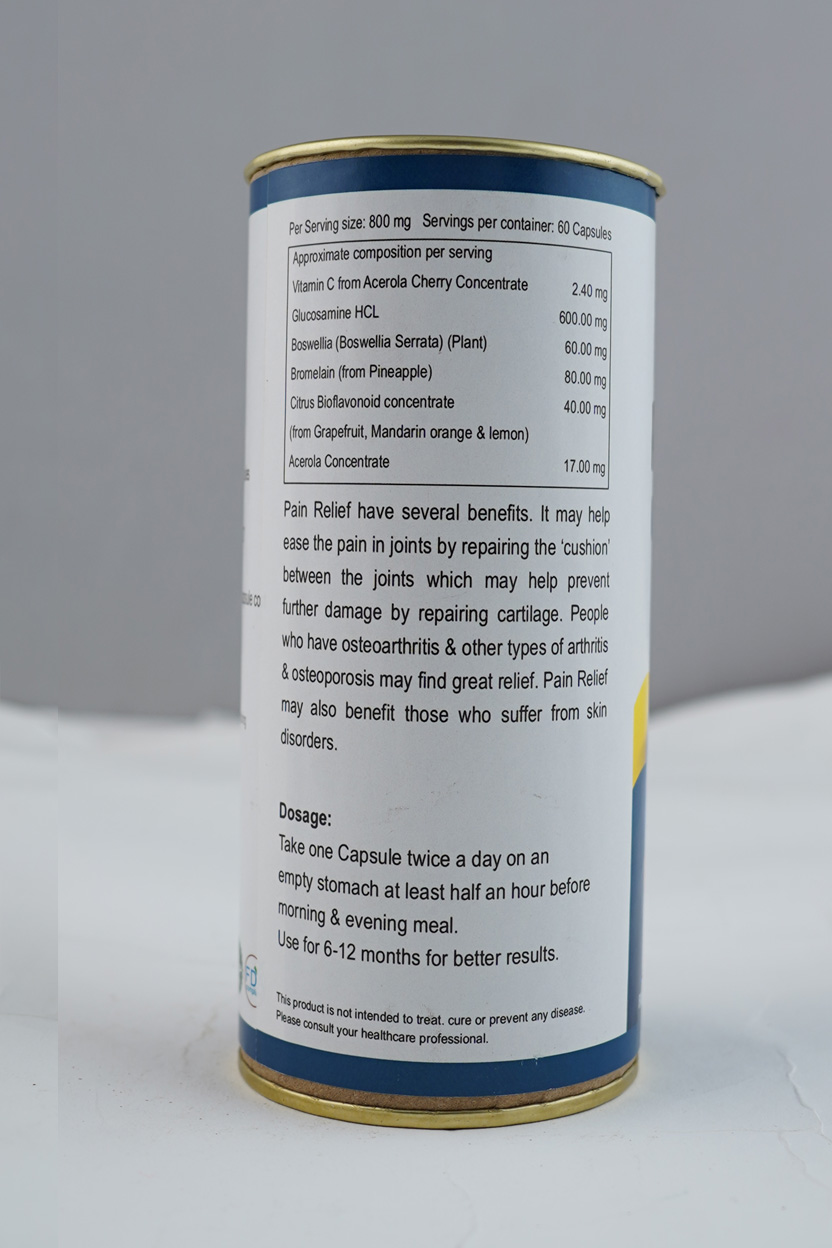 Per Serving size: 800 mg Servings per container: 60 Capsules
Approximate composition per serving
Vitamin C from Acerola Cherry Concentrate 2.40 mg
Glucosamine HCL 600.00 mg
Boswellia (Boswellia Serrata) (Plant) 60.00 mg
Bromelain (from Pineapple) 80.00 mg
Citrus Bioflavonoid concentrate 40.00 mg
(from Grapefruit, Mandarin orange & lemon)
Acerola Concentrate 17.00 mg
Pain Relief have several benefits. It may help
ease the pain in joints by repairing the ‘cushion’
between the joints which may help prevent
further damage by repairing cartilage. People
who have osteoarthritis & other types of arthritis
& osteoporosis may find great relief. Pain Relief
may also benefit those who suffer from skin
disorders.
Dosage:
Take one Capsule twice a day on an
empty stomach at least half an hour before
morning & evening meal.
Use for 6-12 months for better results.
This product is not intended to treat. cure or prevent any disease.
Please consult your healthcare professional.